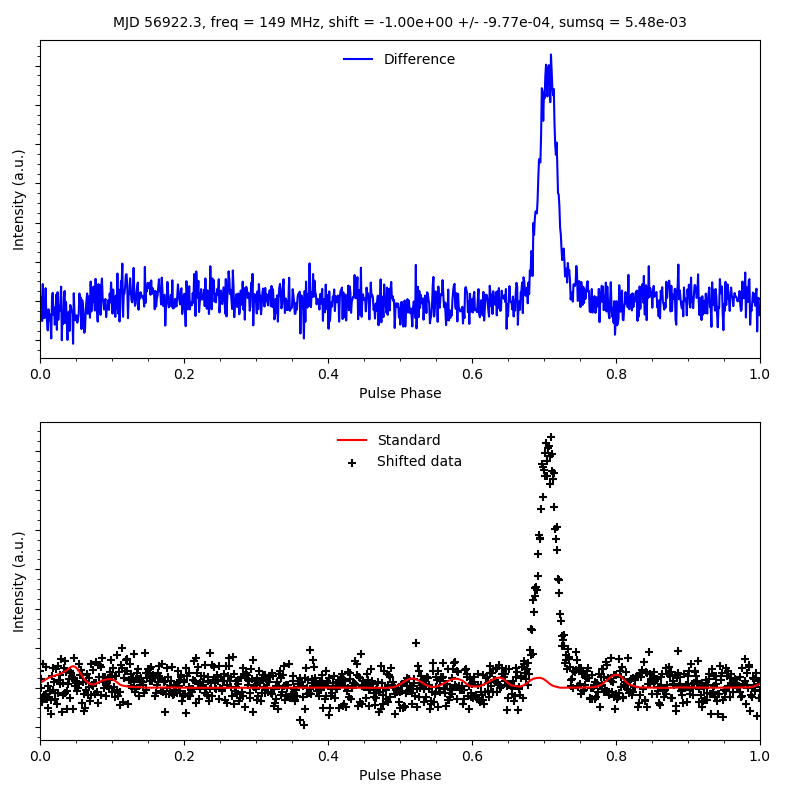 MJD 56922.3, freq = 149 MHz, shift = -1.00e+00 +/- -9.77e-04, sumsq = 5.48e-03
Difference
Intensity (a.u.)
0.0 0.2 0.4 0.6 0.8 1.0
Pulse Phase
Standard
Shifted data
Intensity (a.u.)
0.0 0.2 0.4 0.6 0.8 1.0
Pulse Phase